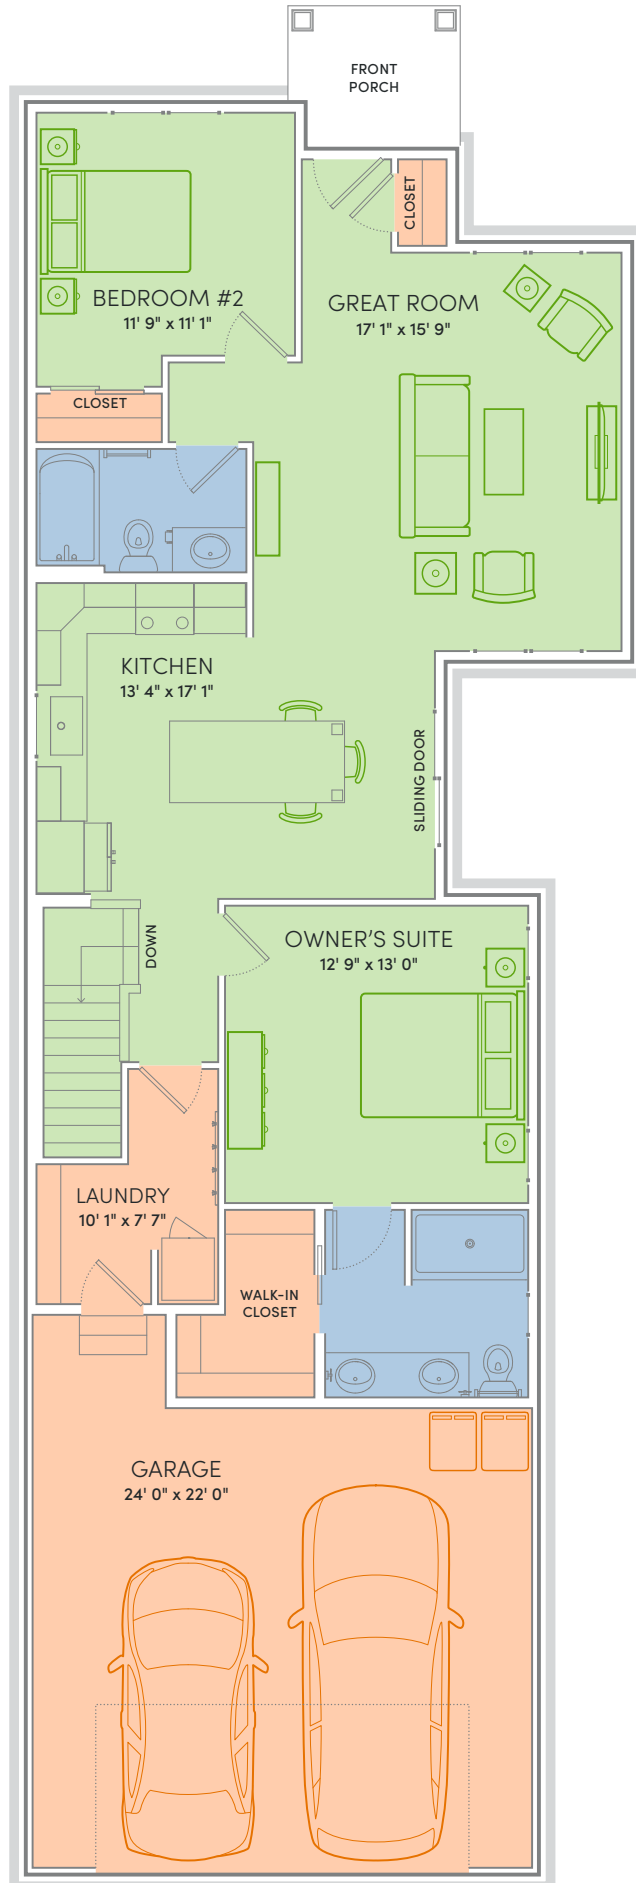 FRONT
PORCH
CLOSET
BEDROOM #2
11' 9" x 11' 1"
GREAT ROOM
17' 1" x 15' 9"
CLOSET
KITCHEN
13' 4" x 17' 1"
SLIDING DOOR
DOWN
OWNER'S SUITE
12' 9" x 13' 0"
LAUNDRY
10' 1" x 7' 7"
WALK-IN
CLOSET
GARAGE
24' 0" x 22' 0"